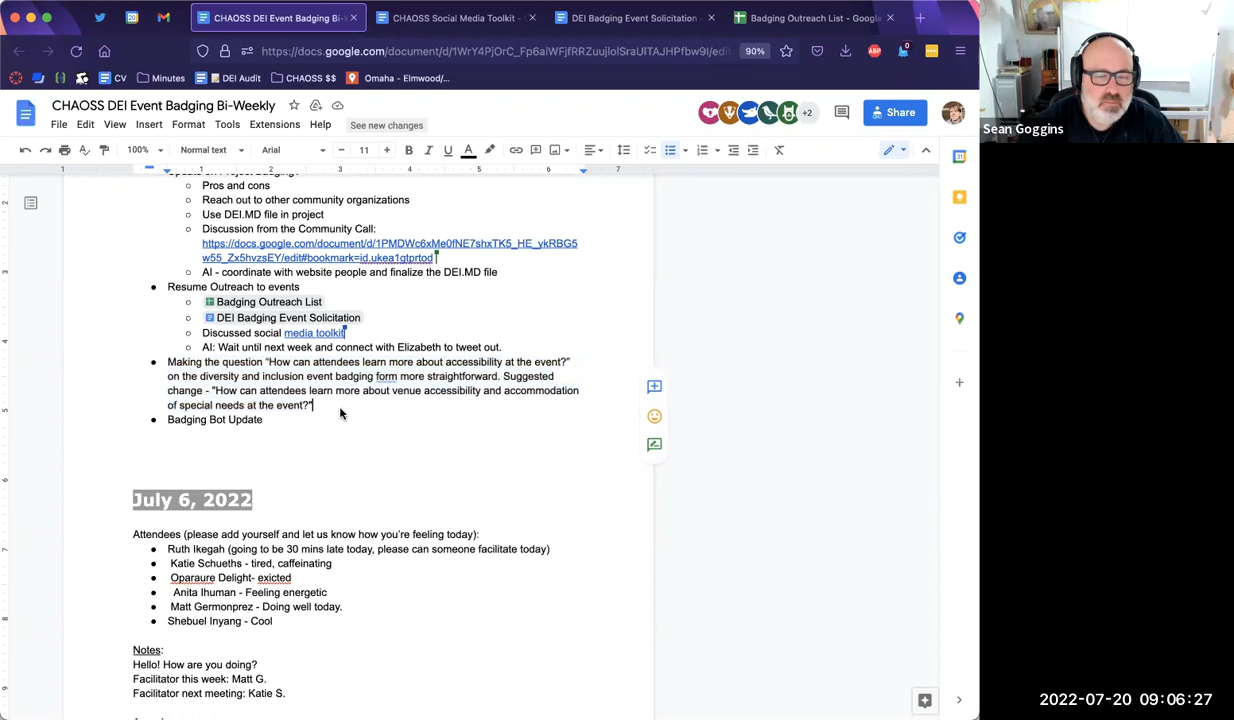 CHAOSS DEI Event Badging Bi-W
CHAOSS Social Media Toolkit -
DEI Badging Event Solicitation -
Badging Outreach List - Google
https://docs.google.com/document/d/1WrY4PjOrC_Fp6aiWFjfRRZuujloISraUlTAJHPfbw9I/edi
90%
CV
Minutes
DEI Audit
CHAOSS $$
Omaha - Elmwood/...
Sean Goggins
CHAOSS DEI Event Badging Bi-Weekly
File Edit View Insert Format Tools Extensions Help See new changes
+2
Share
100% Normal text Arial 11
Pros and cons
Reach out to other community organizations
Use DEI.MD file in project
Discussion from the Community Call:
https://docs.google.com/document/d/1PMDWc6xMe0fNE7shxTK5_HE_ykRBG5
w55_Zx5hvzsEY/edit#bookmark=id.ukea1gtprtod
AI - coordinate with website people and finalize the DEI.MD file
Resume Outreach to events
Badging Outreach List
DEI Badging Event Solicitation
Discussed social media toolkit
AI: Wait until next week and connect with Elizabeth to tweet out.
Making the question “How can attendees learn more about accessibility at the event?”
on the diversity and inclusion event badging form more straightforward. Suggested
change - "How can attendees learn more about venue accessibility and accommodation
of special needs at the event?"
Badging Bot Update
July 6, 2022
Attendees (please add yourself and let us know how you’re feeling today):
Ruth Ikegah (going to be 30 mins late today, please can someone facilitate today)
Katie Schueths - tired, caffeinating
Oparaure Delight- exicted
Anita Ihuman - Feeling energetic
Matt Germonprez - Doing well today.
Shebuel Inyang - Cool
Notes:
Hello! How are you doing?
Facilitator this week: Matt G.
Facilitator next meeting: Katie S.
2022-07-20 09:06:27